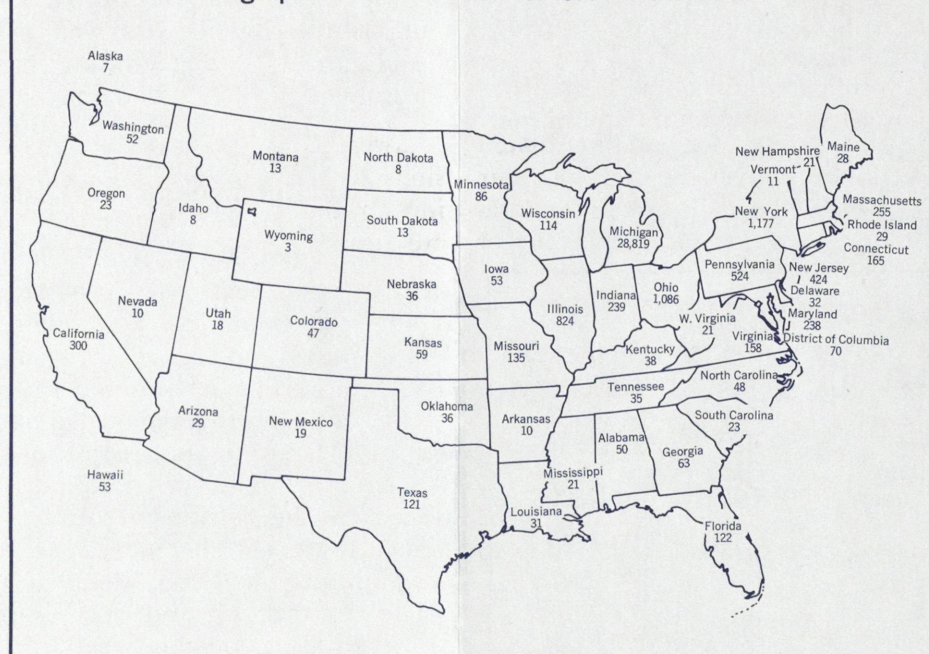 Alaska
7
Washington
52
Oregon
23
Idaho
8
Montana
13
Wyoming
3
North Dakota
8
South Dakota
13
Nebraska
36
Kansas
59
Minnesota
86
Iowa
53
Missouri
135
Wisconsin
114
Illinois
824
Michigan
28,819
Indiana
239
Ohio
1,086
Kentucky
38
Tennessee
35
W. Virginia
21
Virginia
158
Pennsylvania
524
New York
1,177
Vermont
11
New Hampshire
21
Maine
28
Massachusetts
255
Rhode Island
29
Connecticut
165
New Jersey
424
Delaware
32
Maryland
238
District of Columbia
70
North Carolina
48
South Carolina
23
Georgia
63
Florida
122
Alabama
50
Mississippi
21
Louisiana
31
Arkansas
10
Oklahoma
36
Texas
121
New Mexico
19
Colorado
47
Utah
18
Arizona
29
Nevada
10
California
300
Hawaii
53